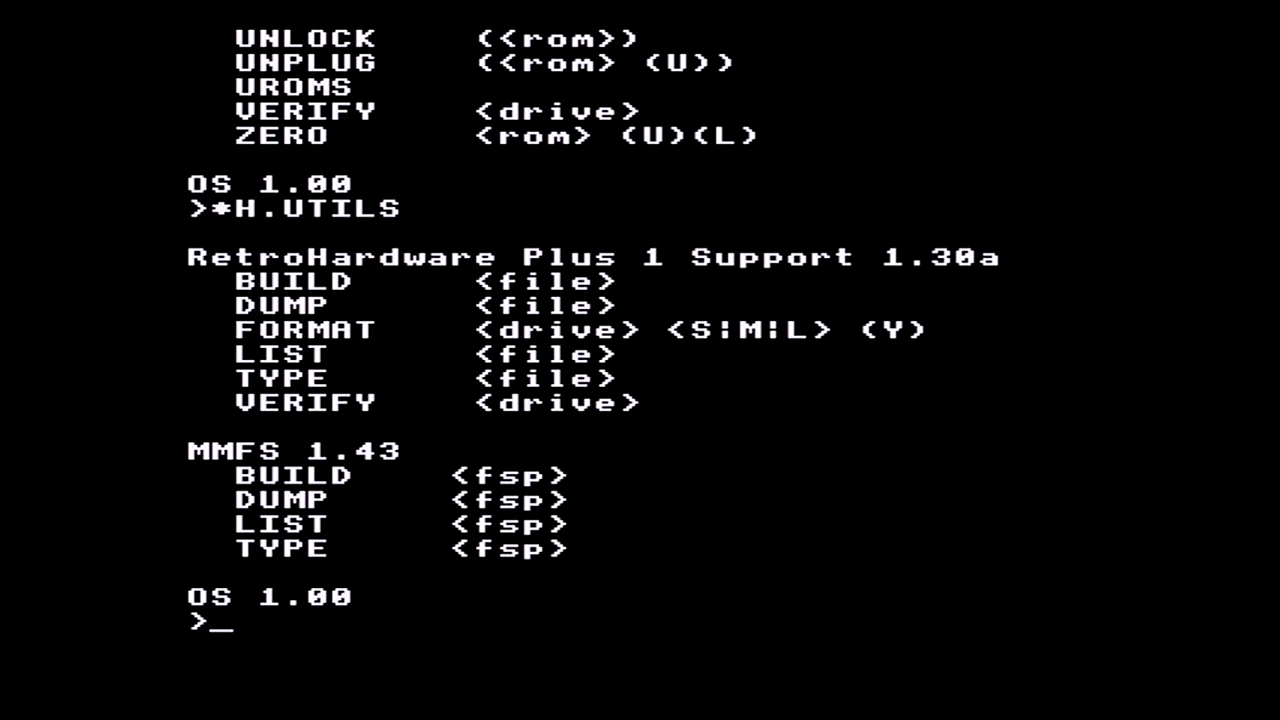 UNLOCK (<rom>)
UNPLUG (<rom> (U))
UROMS
VERIFY <drive>
ZERO <rom> (U)(L)
OS 1.00
>*H.UTILS
RetroHardware Plus 1 Support 1.30a
BUILD <file>
DUMP <file>
FORMAT <drive> <S¦M¦L> (Y)
LIST <file>
TYPE <file>
VERIFY <drive>
MMFS 1.43
BUILD <fsp>
DUMP <fsp>
LIST <fsp>
TYPE <fsp>
OS 1.00
>_